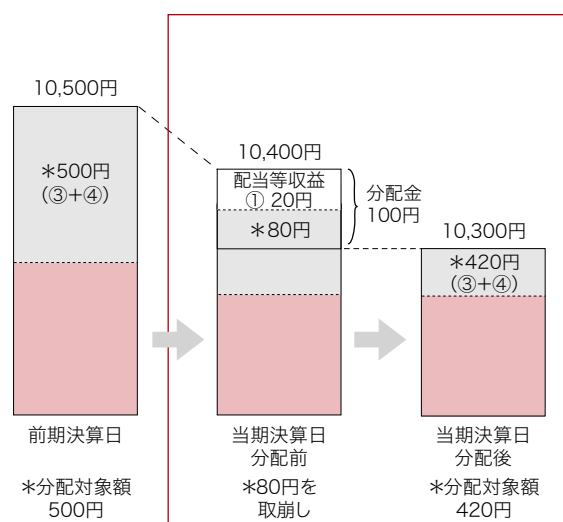 10,500円
＊500円
（③＋④）
10,400円
配当等収益
① 20円
＊80円
分配金
100円
10,300円
＊420円
（③＋④）
前期決算日
当期決算日
分配前
当期決算日
分配後
＊分配対象額
500円
＊80円を
取崩し
＊分配対象額
420円